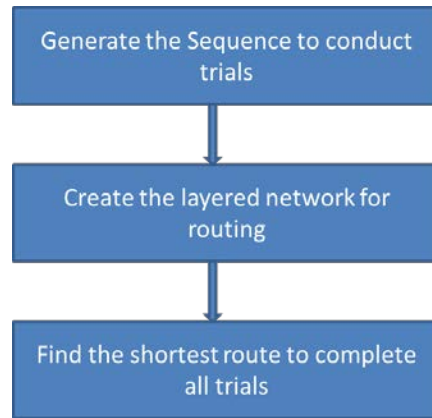 Generate the Sequence to conduct
trials
Create the layered network for
routing
Find the shortest route to complete
all trials